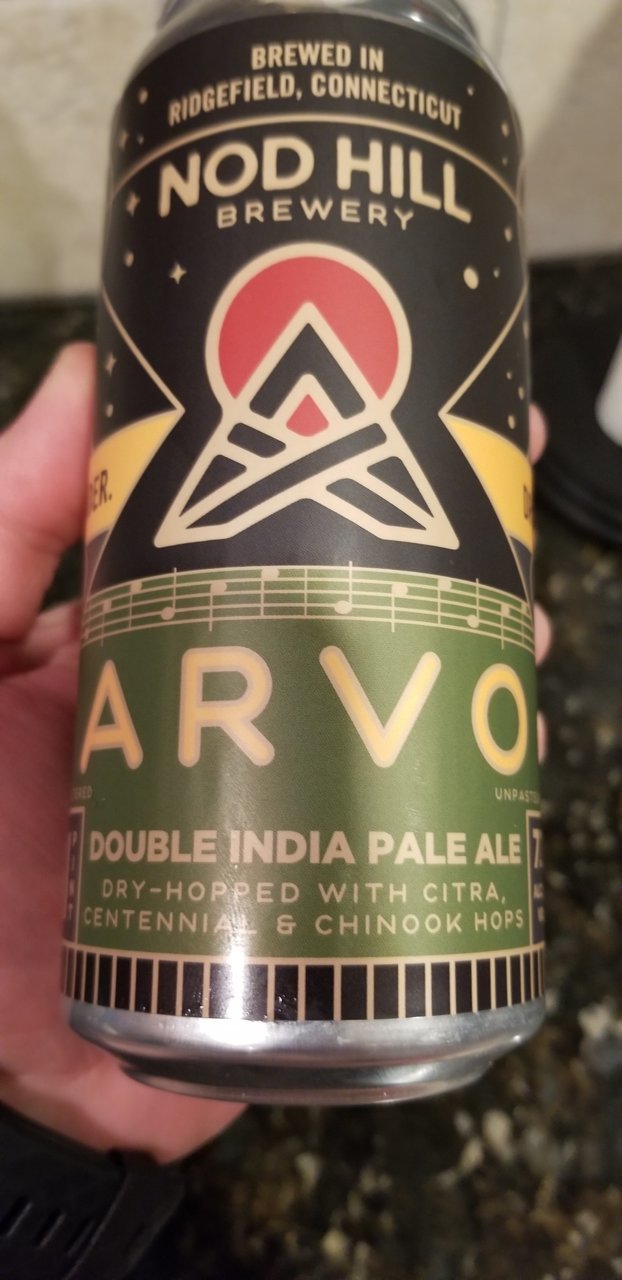 BREWED IN
RIDGEFIELD, CONNECTICUT
NOD HILL
BREWERY
ARVO
DOUBLE INDIA PALE ALE
DRY-HOPPED WITH CITRA,
CENTENNIAL & CHINOOK HOPS